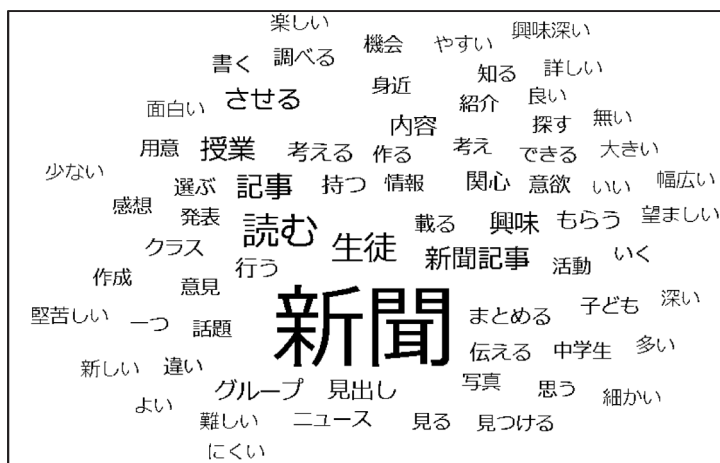 楽しい
機会 やすい 興味深い
書く 調べる
身近 知る 詳しい
面白い させる 紹介 良い
内容 探す 無い
用意 授業 考える 作る 考え できる 大きい
少ない
選ぶ 記事 持つ 情報 関心 意欲 いい 幅広い
感想 発表
読む 生徒 載る 興味 もらう 望ましい
クラス 行う 新聞記事 活動 いく
作成 意見
新聞
堅苦しい 一つ 話題 まとめる 子ども 深い
新しい 違い 伝える 中学生 多い
よい グループ 見出し 写真 思う 細かい
難しい ニュース 見る 見つける
にくい